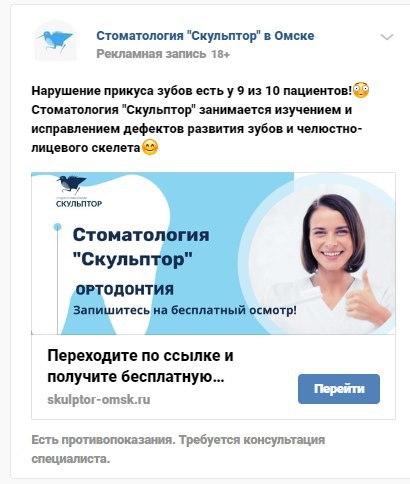 Стоматология "Скульптор" в Омске
Рекламная запись 18+
Нарушение прикуса зубов есть у 9 из 10 пациентов!😳
Стоматология "Скульптор" занимается изучением и
исправлением дефектов развития зубов и челюстно-
лицевого скелета😊
СКУЛЬПТОР
Стоматология
"Скульптор"
ОРТОДОНТИЯ
Запишитесь на бесплатный осмотр!
Переходите по ссылке и
получите бесплатную...
skulptor-omsk.ru
Перейти
Есть противопоказания. Требуется консультация
специалиста.